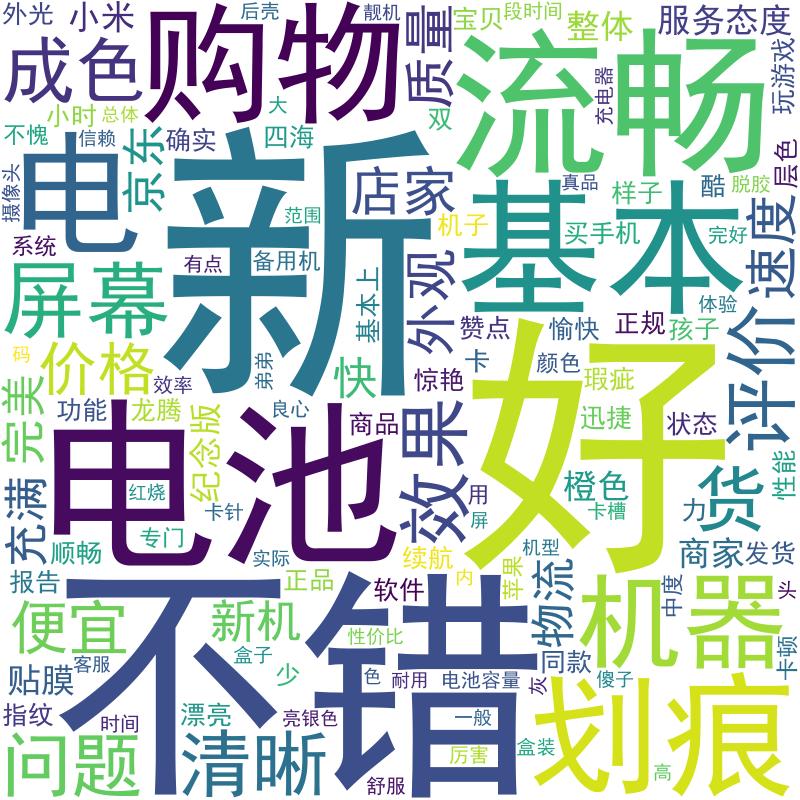 外光
小米
后壳
靓机
购物
质量
宝贝
段时间
整体
服务态度
成色
流畅
充电器
玩游戏
小时
总体
大
双
不愧
信赖
确实
四海
京东
电
新
店家
摄像头
真品
样子
酷
脱胶
层色
基本
范围
机子
买手机
完好
速度
系统
有点
备用机
基本上
外观
屏幕
体验
赞点
愉快
正规
孩子
评价
码
价格
效率
弟弟
快
惊艳
卡
颜色
瑕疵
好
完美
功能
龙腾
良心
商品
迅捷
状态
纪念版
电池
效果
充满
红烧
卡针
用
屏
橙色
卡槽
力
货
性能
顺畅
专门
实际
续航
机型
商家
发货
报告
正品
软件
内
苹果
物流
中度
头
不错
便宜
新机
性价比
机器
盒子
客服
少
同款
卡顿
贴膜
色
耐用
电池容量
灰
傻子
指纹
时间
漂亮
亮银色
一般
划痕
问题
清晰
厉害
盒装
舒服
高